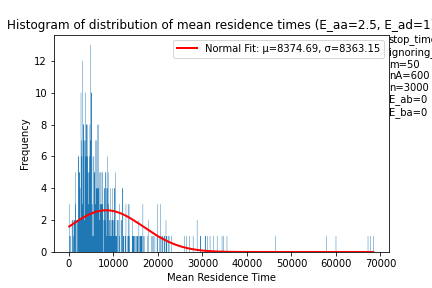 Histogram of distribution of mean residence times (E_aa=2.5, E_ad=1
stop_time
ignoring_
m=50
nA=600
n=3000
E_ab=0
E_ba=0
Normal Fit: μ=8374.69, σ=8363.15
Frequency
12
10
8
6
4
2
0
0 10000 20000 30000 40000 50000 60000 70000
Mean Residence Time